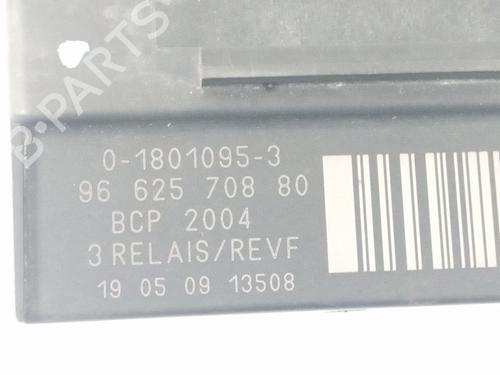 B-PARTS
0-1801095-3
96 625 708 80
BCP 2004
3 RELAIS/REVF
19 05 09 13508